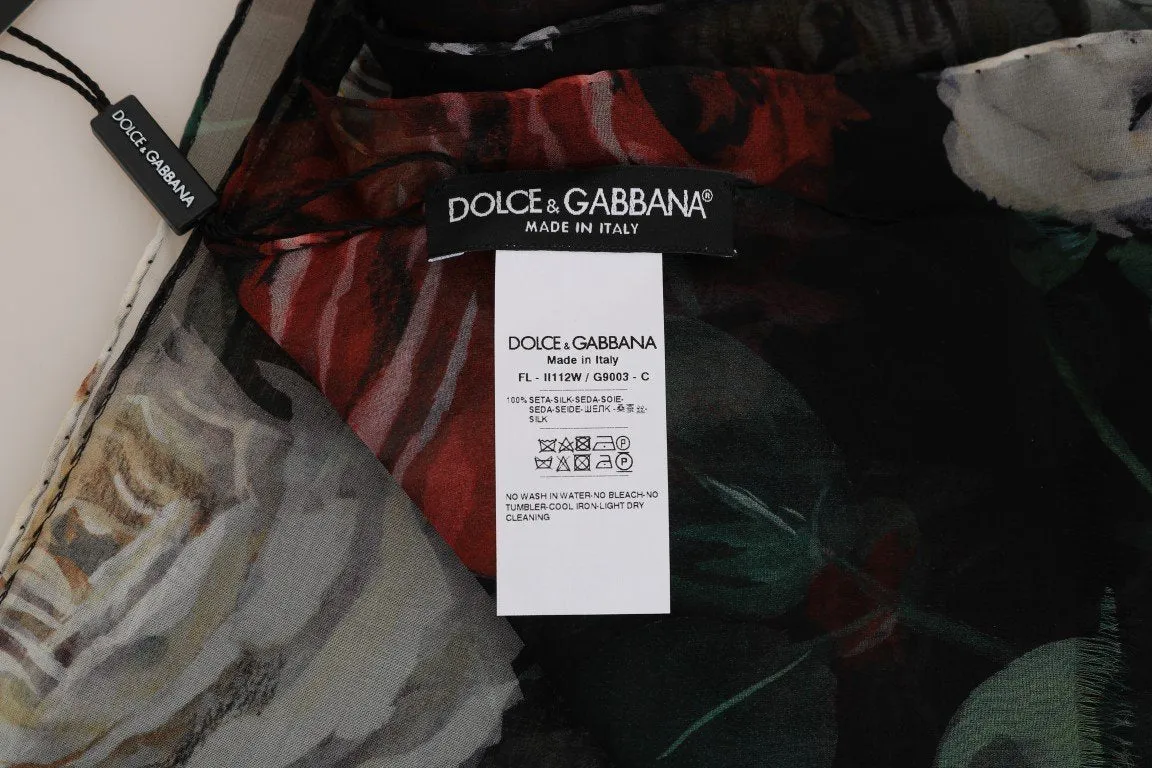 DOLCE & GABBANA
DOLCE & GABBANA®
MADE IN ITALY
DOLCE & GABBANA
Made in Italy
FL - II112W / G9003 - C
100% SETA-SILK-SEDA-SOIE-
SEDA-SEIDE-ШЕЛК -桑蚕丝-
SILK
NO WASH IN WATER-NO BLEACH-NO
TUMBLER-COOL IRON-LIGHT DRY
CLEANING